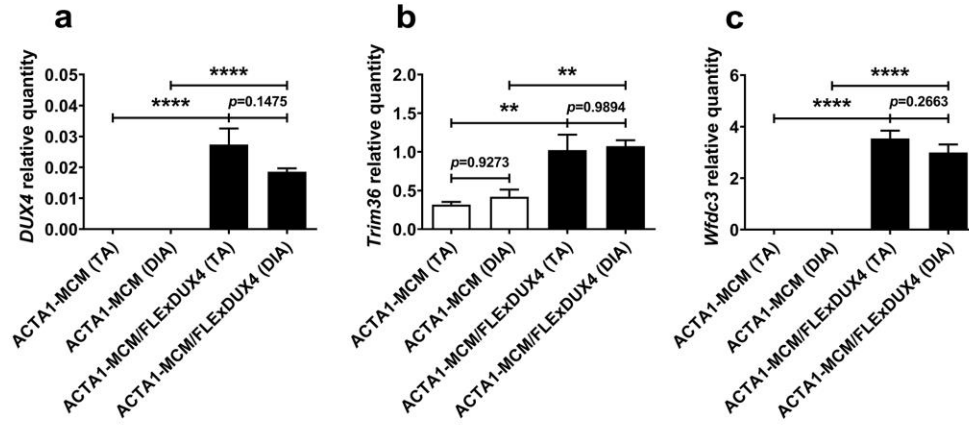 a
DUX4 relative quantity
0.05
0.04
0.03
0.02
0.01
0.00
****
****
p=0.1475
ACTA1-MCM (TA)
ACTA1-MCM (DIA)
ACTA1-MCM/FLExDUX4 (TA)
ACTA1-MCM/FLExDUX4 (DIA)
b
Trim36 relative quantity
2.0
1.5
1.0
0.5
0.0
**
**
p=0.9894
p=0.9273
ACTA1-MCM (TA)
ACTA1-MCM (DIA)
ACTA1-MCM/FLExDUX4 (TA)
ACTA1-MCM/FLExDUX4 (DIA)
c
Wfdc3 relative quantity
6
4
2
0
****
****
p=0.2663
ACTA1-MCM (TA)
ACTA1-MCM (DIA)
ACTA1-MCM/FLExDUX4 (TA)
ACTA1-MCM/FLExDUX4 (DIA)